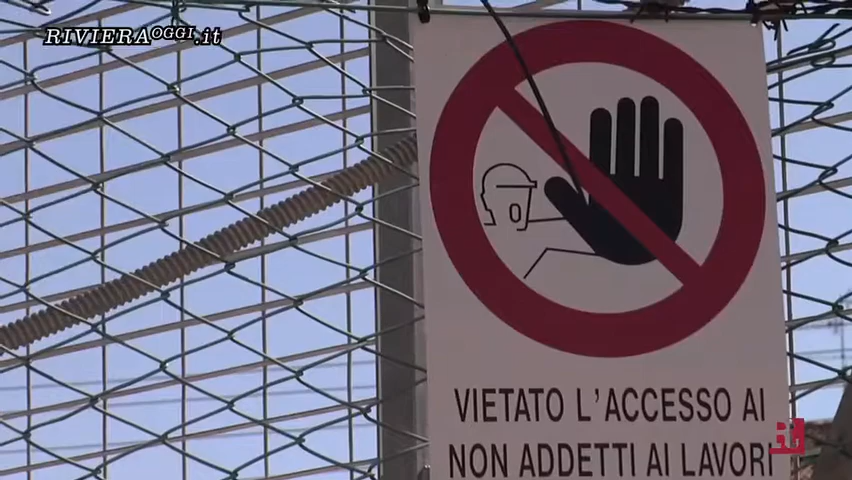 RIVIERAOGGI.it
VIETATO L'ACCESSO AI
NON ADDETTI AI LAVORI